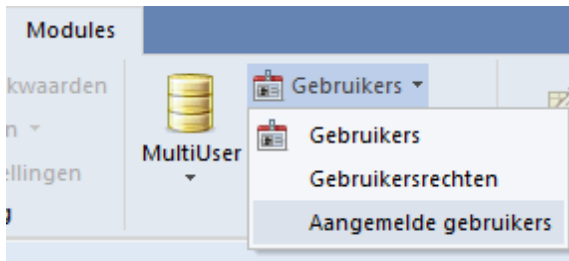 Modules
kwaarden
Gebruikers
n
MultiUser
Gebruikers
ellingen
Gebruikersrechten
Aangemelde gebruikers